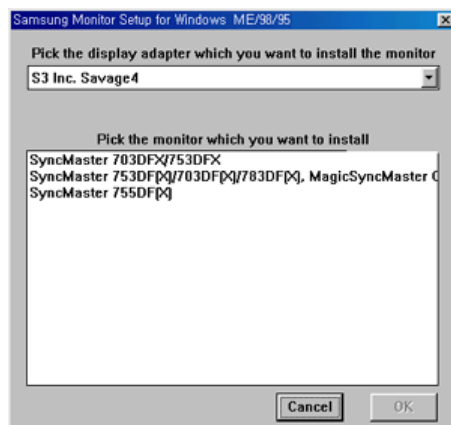 Samsung Monitor Setup for Windows ME/98/95
Pick the display adapter which you want to install the monitor
S3 Inc. Savage4
Pick the monitor which you want to install
SyncMaster 703DFX/753DFX
SyncMaster 753DF[X]/703DF[X]/783DF[X], MagicSyncMaster
SyncMaster 755DF[X]
Cancel
OK